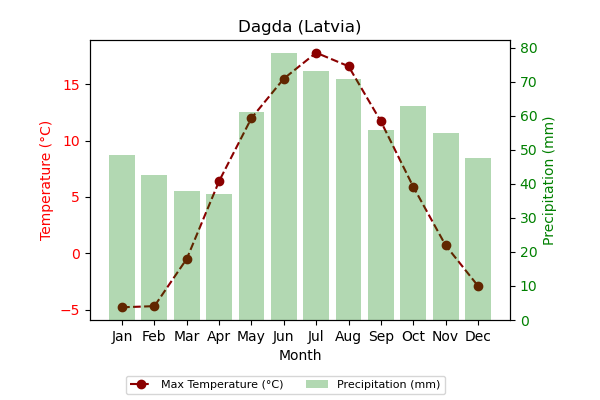 Dagda (Latvia)
Temperature (°C)
15
10
5
0
−5
80
70
60
50
40
30
20
10
0
Precipitation (mm)
Jan Feb Mar Apr May Jun Jul Aug Sep Oct Nov Dec
Month
Max Temperature (°C) Precipitation (mm)